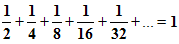 1/2 + 1/4 + 1/8 + 1/16 + 1/32 + ... = 1